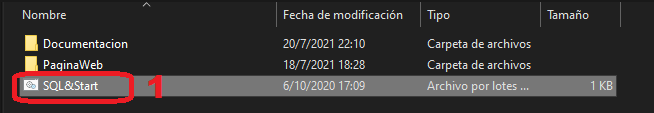 Nombre Fecha de modificación Tipo Tamaño
Documentacion 20/7/2021 22:10 Carpeta de archivos
PaginaWeb 18/7/2021 18:28 Carpeta de archivos
SQL&Start 1 6/10/2020 17:09 Archivo por lotes ... 1 KB